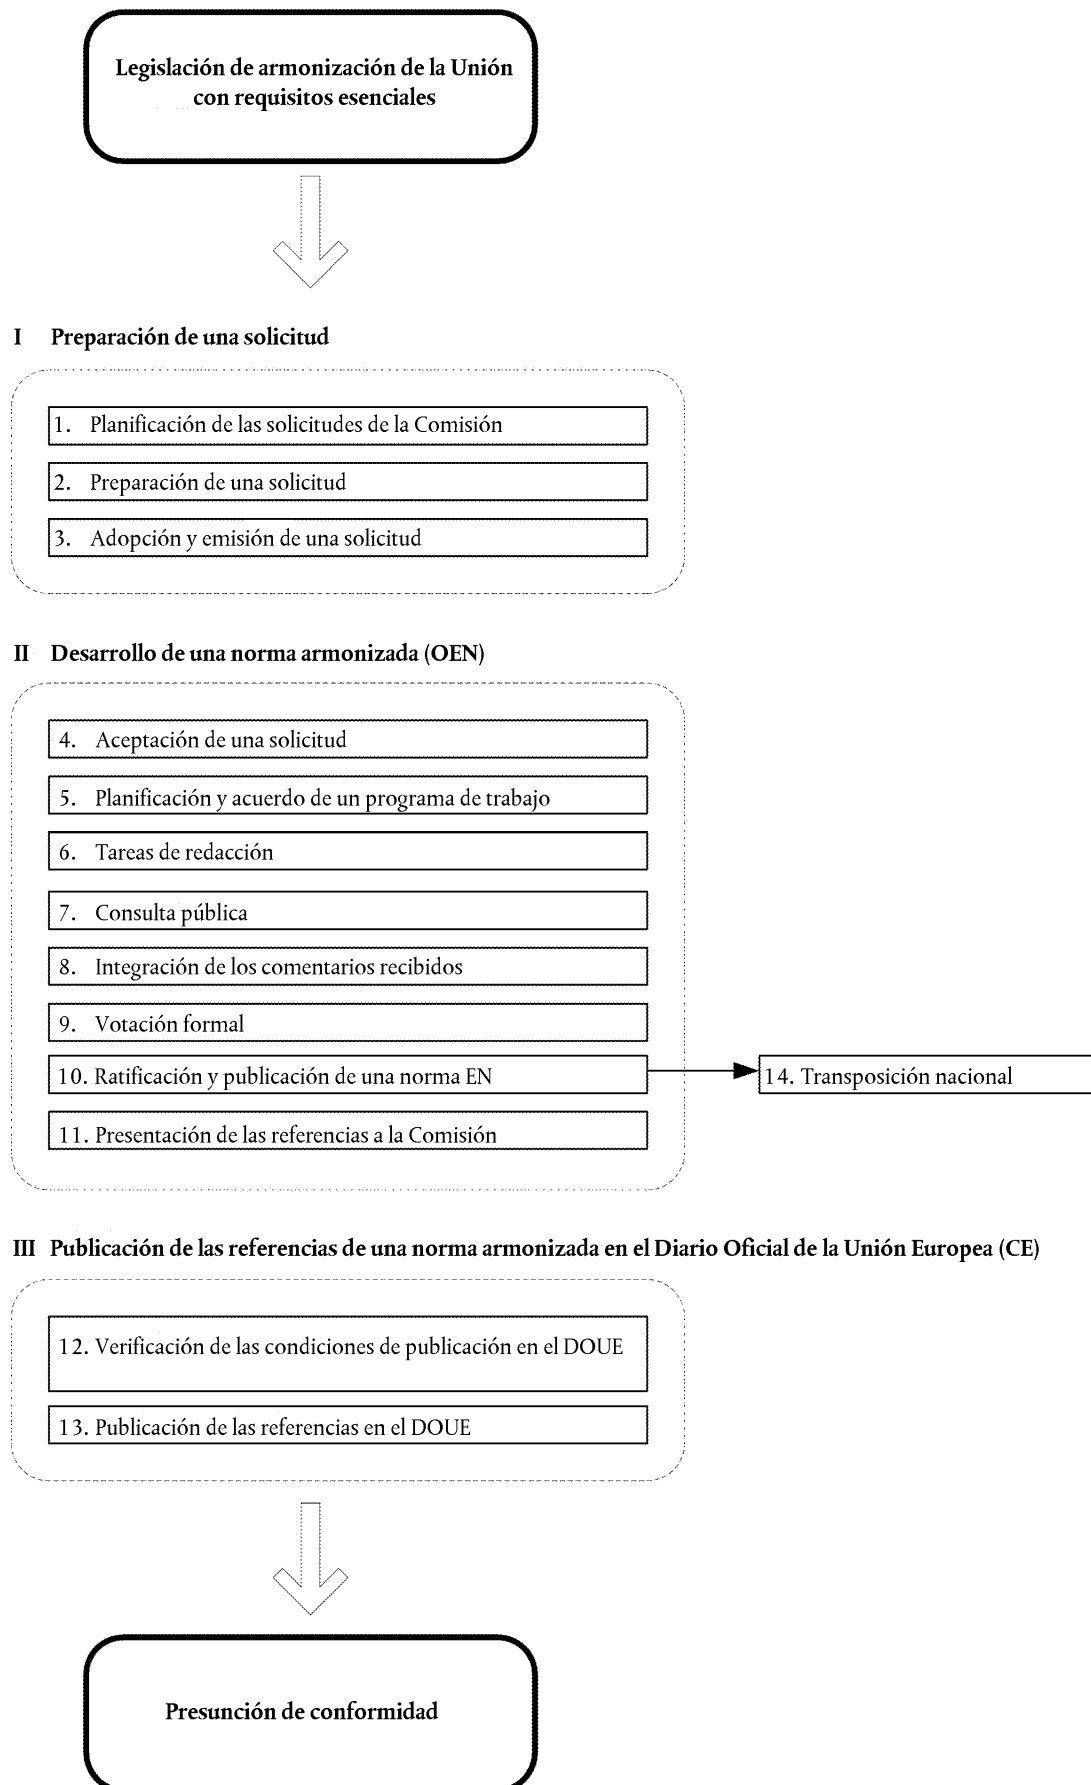 Legislación de armonización de la Unión
con requisitos esenciales
I Preparación de una solicitud
1. Planificación de las solicitudes de la Comisión
2. Preparación de una solicitud
3. Adopción y emisión de una solicitud
II Desarrollo de una norma armonizada (OEN)
4. Aceptación de una solicitud
5. Planificación y acuerdo de un programa de trabajo
6. Tareas de redacción
7. Consulta pública
8. Integración de los comentarios recibidos
9. Votación formal
10. Ratificación y publicación de una norma EN
14. Transposición nacional
11. Presentación de las referencias a la Comisión
III Publicación de las referencias de una norma armonizada en el Diario Oficial de la Unión Europea (CE)
12. Verificación de las condiciones de publicación en el DOUE
13. Publicación de las referencias en el DOUE
Presunción de conformidad